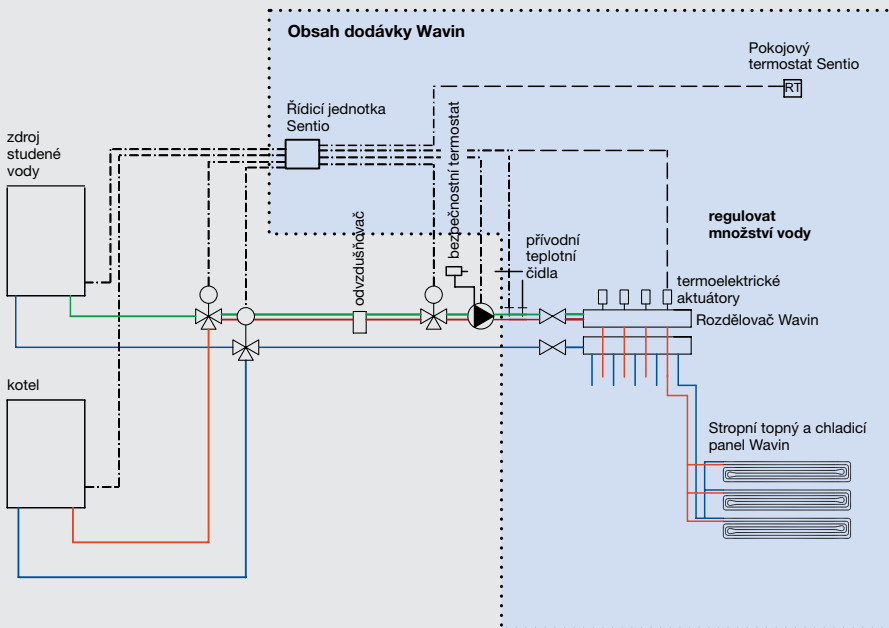 Obsah dodávky Wavin
Pokojový
termostat Sentio
RT
Řídicí jednotka
Sentio
zdroj
studené
vody
bezpečnostní termostat
odvzdušňovač
přívodní
teplotní
čidla
regulovat
množství vody
termoelektrické
aktuátory
Rozdělovač Wavin
kotel
Stropní topný a chladicí
panel Wavin